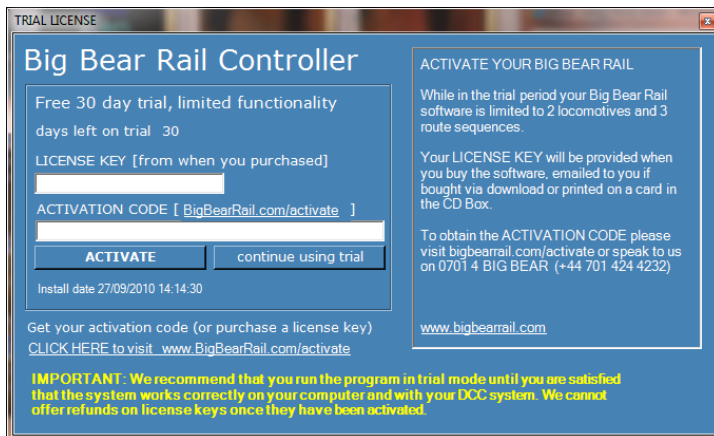 TRIAL LICENSE
Big Bear Rail Controller
Free 30 day trial, limited functionality
days left on trial 30
LICENSE KEY [from when you purchased]
ACTIVATION CODE [ BigBearRail.com/activate ]
ACTIVATE
continue using trial
Install date 27/09/2010 14:14:30
Get your activation code (or purchase a license key)
CLICK HERE to visit www.BigBearRail.com/activate
ACTIVATE YOUR BIG BEAR RAIL
While in the trial period your Big Bear Rail
software is limited to 2 locomotives and 3
route sequences.
Your LICENSE KEY will be provided when
you buy the software, emailed to you if
bought via download or printed on a card in
the CD Box.
To obtain the ACTIVATION CODE please
visit bigbearrail.com/activate or speak to us
on 0701 4 BIG BEAR (+44 701 424 4232)
www.bigbearrail.com
IMPORTANT: We recommend that you run the program in trial mode until you are satisfied
that the system works correctly on your computer and with your DCC system. We cannot
offer refunds on license keys once they have been activated.